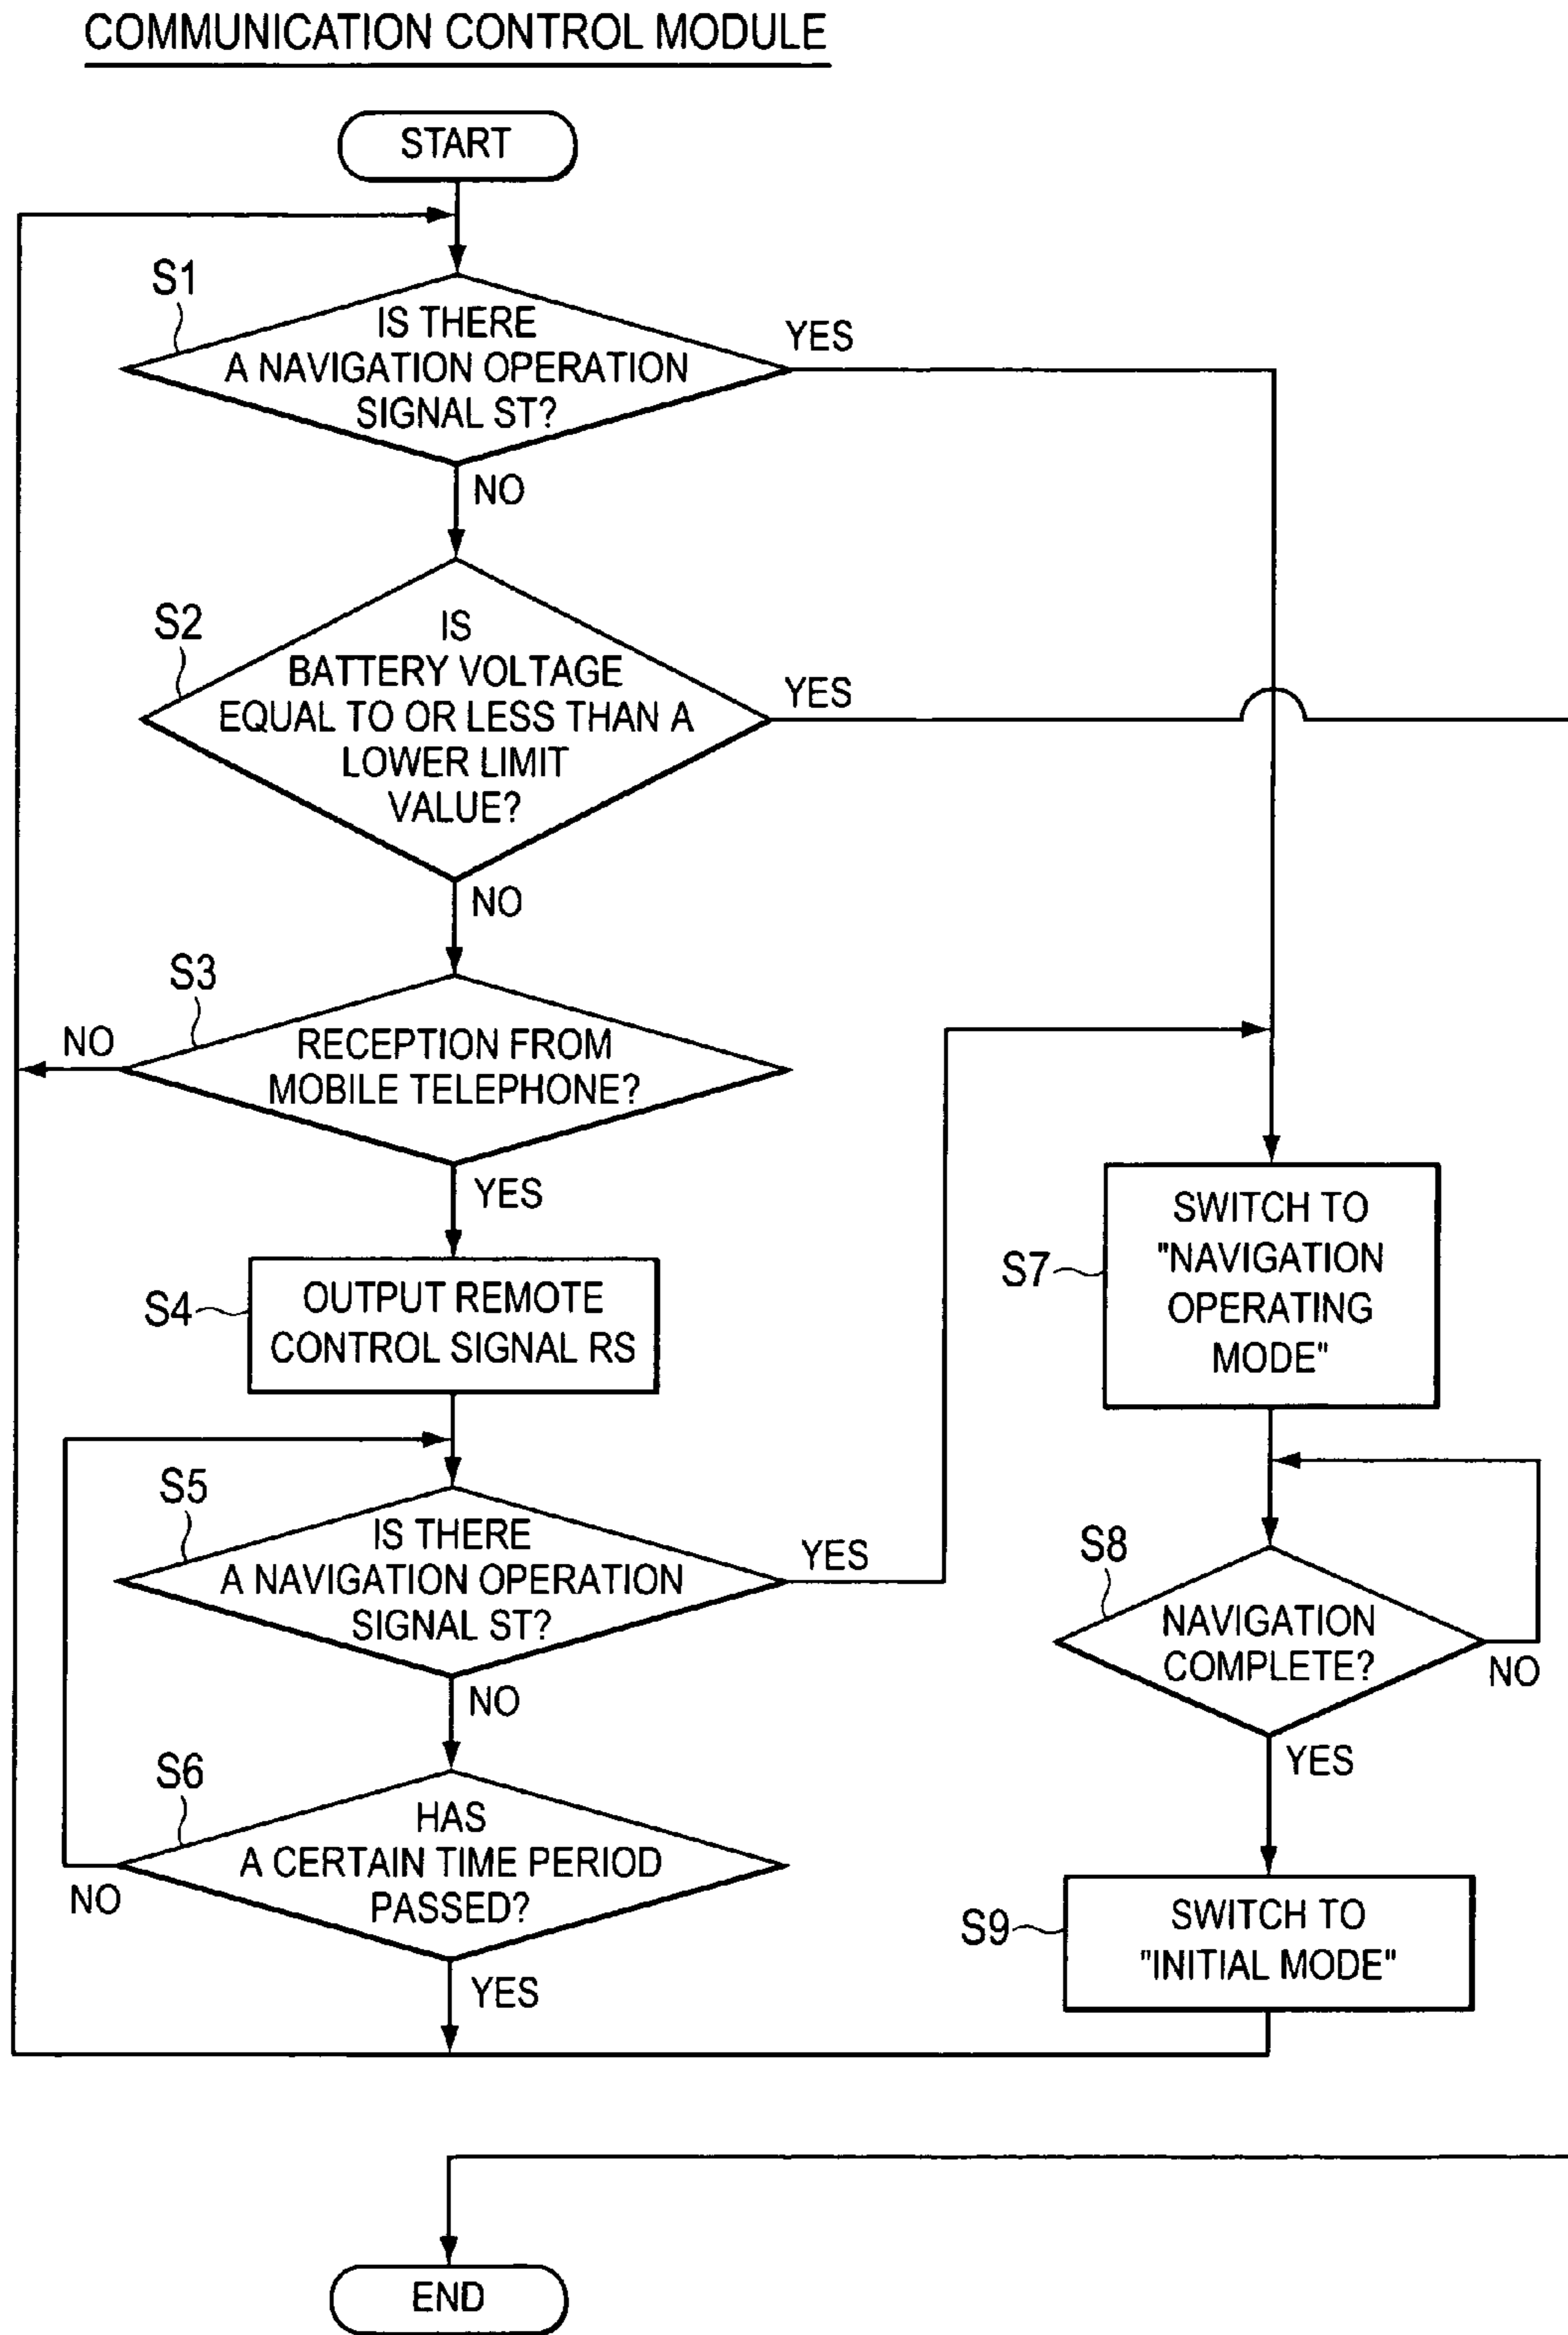 COMMUNICATION CONTROL MODULE
START
S1
IS THERE
A NAVIGATION OPERATION
SIGNAL ST?
YES
NO
S2
IS
BATTERY VOLTAGE
EQUAL TO OR LESS THAN A
LOWER LIMIT
VALUE?
YES
NO
S3
RECEPTION FROM
MOBILE TELEPHONE?
NO
YES
S4
OUTPUT REMOTE
CONTROL SIGNAL RS
S5
IS THERE
A NAVIGATION OPERATION
SIGNAL ST?
YES
NO
S6
HAS
A CERTAIN TIME PERIOD
PASSED?
NO
YES
S7
SWITCH TO
"NAVIGATION
OPERATING
MODE"
S8
NAVIGATION
COMPLETE?
NO
YES
S9
SWITCH TO
"INITIAL MODE"
END